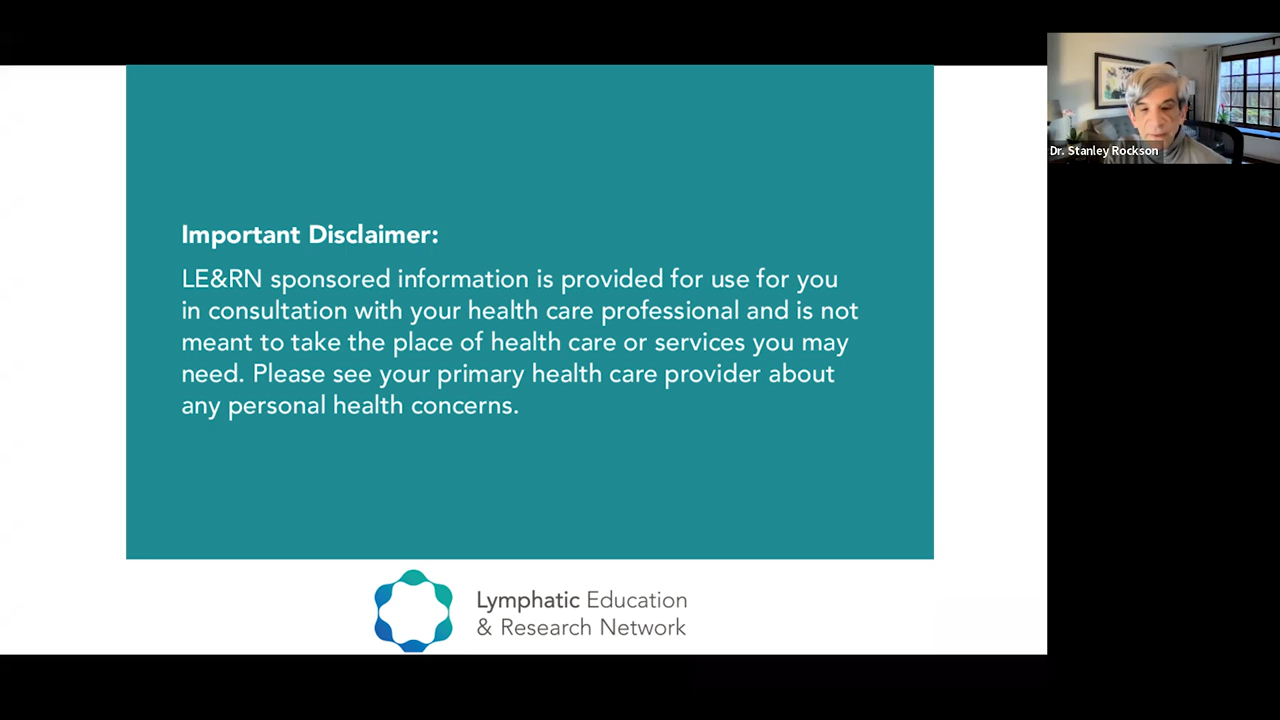 Important Disclaimer:
LE&RN sponsored information is provided for use for you
in consultation with your health care professional and is not
meant to take the place of health care or services you may
need. Please see your primary health care provider about
any personal health concerns.
Lymphatic Education
& Research Network
Dr. Stanley Rockson